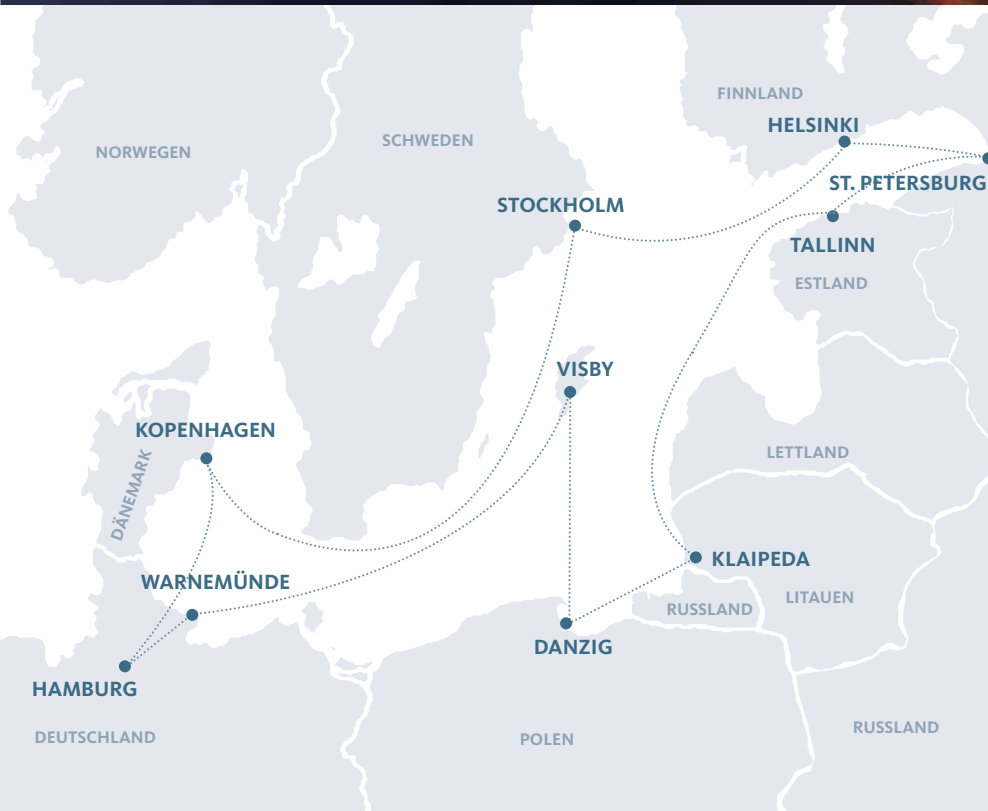 FINNLAND
HELSINKI
SCHWEDEN
NORWEGEN
ST. PETERSBURG
STOCKHOLM
TALLINN
ESTLAND
VISBY
KOPENHAGEN
LETTLAND
DÄNEMARK
KLAIPEDA
WARNEMÜNDE
LITAUEN
RUSSLAND
DANZIG
HAMBURG
RUSSLAND
DEUTSCHLAND
POLEN